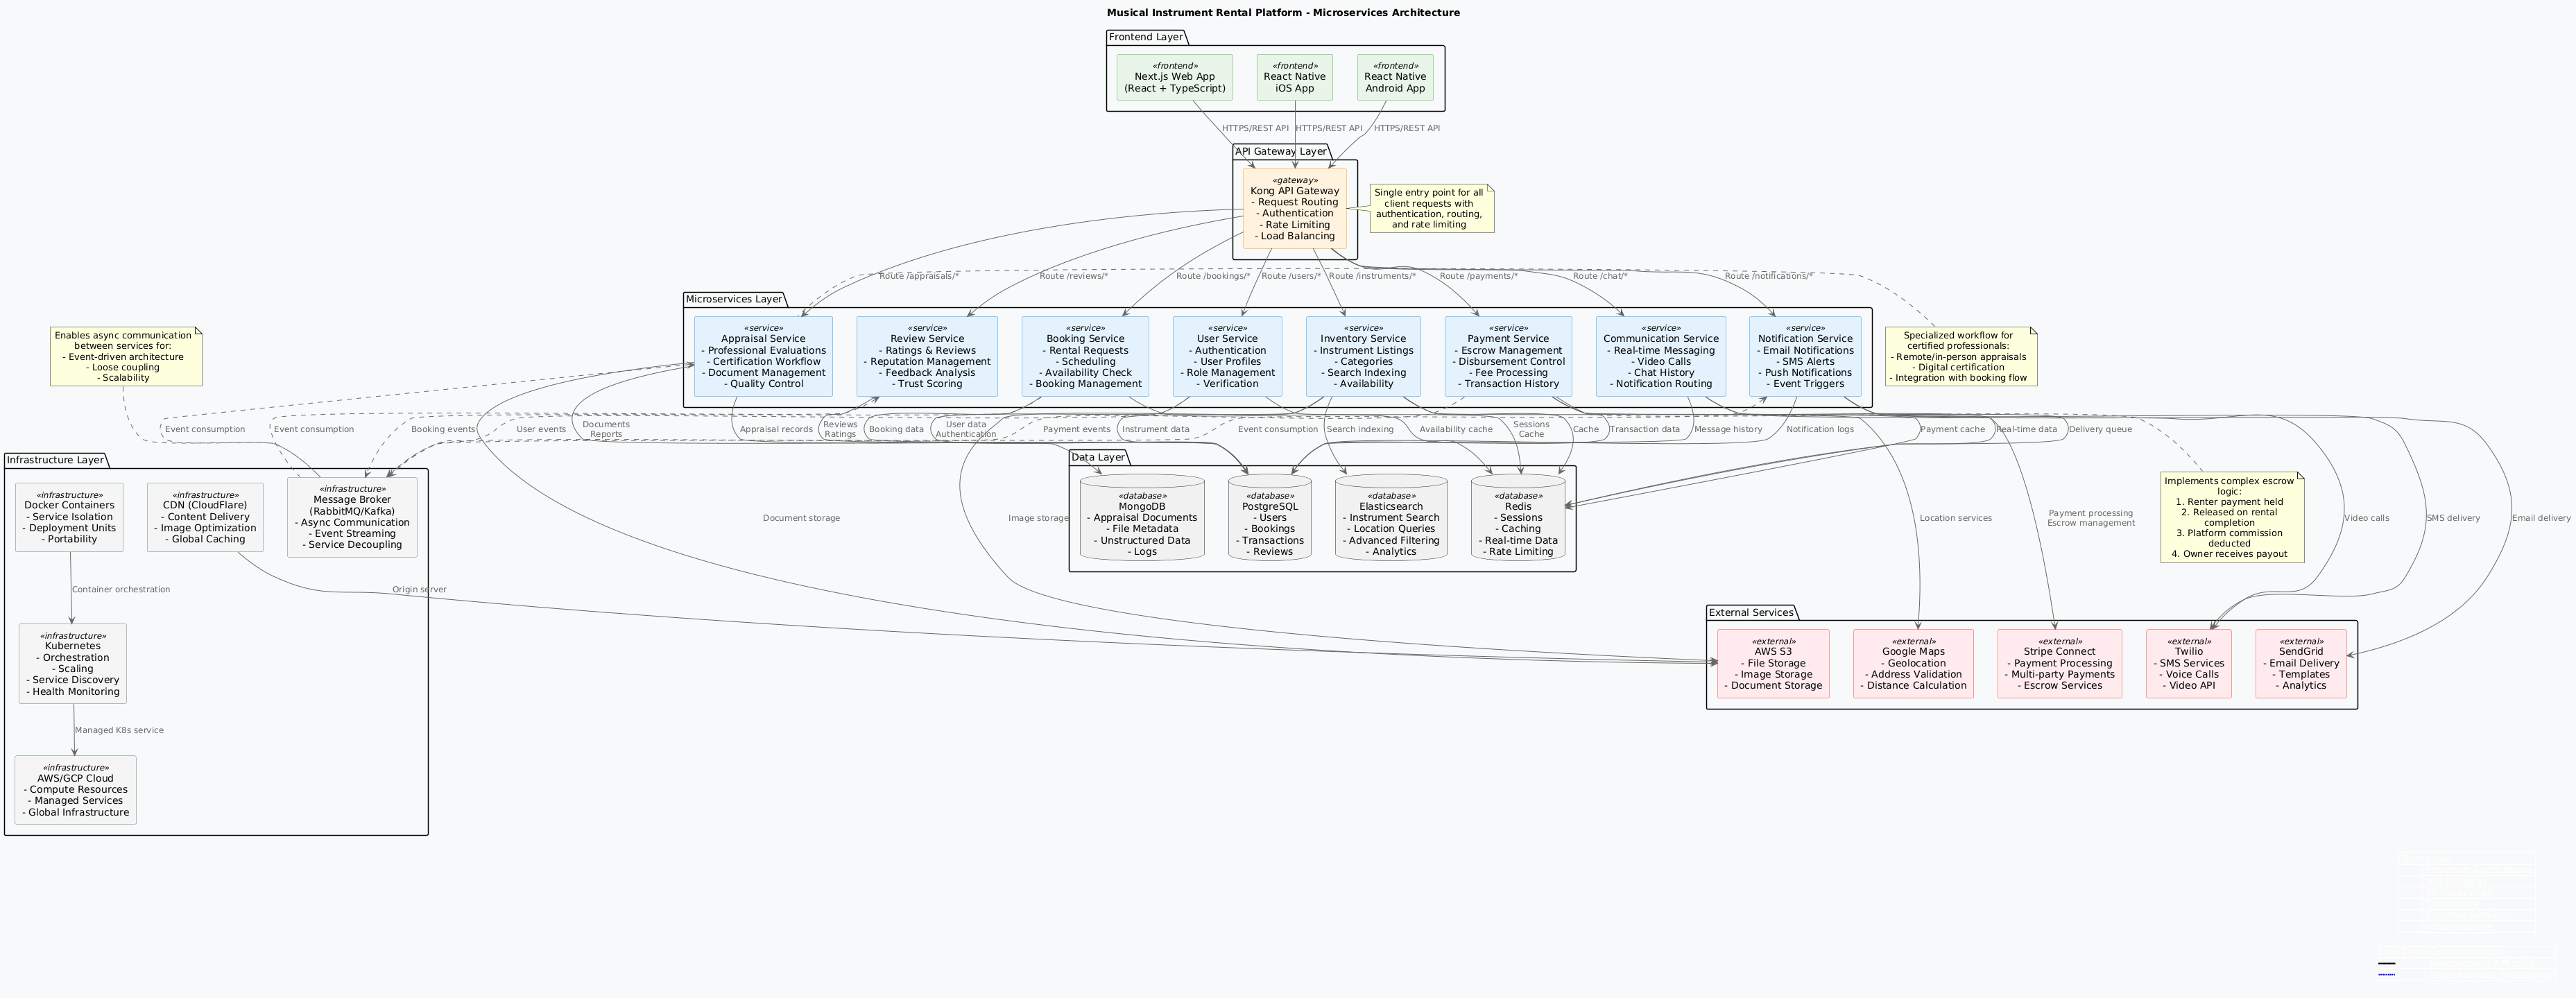 Musical Instrument Rental Platform - Microservices Architecture
Frontend Layer
«frontend»
Next.js Web App
(React + TypeScript)
«frontend»
React Native
iOS App
«frontend»
React Native
Android App
HTTPS/REST API
HTTPS/REST API
HTTPS/REST API
API Gateway Layer
«gateway»
Kong API Gateway
- Request Routing
- Authentication
- Rate Limiting
- Load Balancing
Single entry point for all
client requests with
authentication, routing,
and rate limiting
Route /appraisals/*
Route /reviews/*
Route /bookings/*
Route /users/*
Route /instruments/*
Route /payments/*
Route /chat/*
Route /notifications/*
Microservices Layer
«service»
Appraisal Service
- Professional Evaluations
- Certification Workflow
- Document Management
- Quality Control
«service»
Review Service
- Ratings & Reviews
- Reputation Management
- Feedback Analysis
- Trust Scoring
«service»
Booking Service
- Rental Requests
- Scheduling
- Availability Check
- Booking Management
«service»
User Service
- Authentication
- User Profiles
- Role Management
- Verification
«service»
Inventory Service
- Instrument Listings
- Categories
- Search Indexing
- Availability
«service»
Payment Service
- Escrow Management
- Disbursement Control
- Fee Processing
- Transaction History
«service»
Communication Service
- Real-time Messaging
- Video Calls
- Chat History
- Notification Routing
«service»
Notification Service
- Email Notifications
- SMS Alerts
- Push Notifications
- Event Triggers
Specialized workflow for
certified professionals:
- Remote/in-person appraisals
- Digital certification
- Integration with booking flow
Enables async communication
between services for:
- Event-driven architecture
- Loose coupling
- Scalability
Event consumption
Event consumption
Booking events
User events
Documents
Reports
Appraisal records
Reviews
Ratings
Booking data
User data
Authentication
Payment events
Instrument data
Event consumption
Search indexing
Availability cache
Sessions
Cache
Cache
Transaction data
Message history
Notification logs
Payment cache
Real-time data
Delivery queue
Infrastructure Layer
«infrastructure»
Docker Containers
- Service Isolation
- Deployment Units
- Portability
«infrastructure»
CDN (CloudFlare)
- Content Delivery
- Image Optimization
- Global Caching
«infrastructure»
Message Broker
(RabbitMQ/Kafka)
- Async Communication
- Event Streaming
- Service Decoupling
Data Layer
«database»
MongoDB
- Appraisal Documents
- File Metadata
- Unstructured Data
- Logs
«database»
PostgreSQL
- Users
- Bookings
- Transactions
- Reviews
«database»
Elasticsearch
- Instrument Search
- Location Queries
- Advanced Filtering
- Analytics
«database»
Redis
- Sessions
- Caching
- Real-time Data
- Rate Limiting
Implements complex escrow
logic:
1. Renter payment held
2. Released on rental
completion
3. Platform commission
deducted
4. Owner receives payout
Document storage
Image storage
Location services
Payment processing
Escrow management
Video calls
SMS delivery
Email delivery
Container orchestration
Origin server
«infrastructure»
Kubernetes
- Orchestration
- Scaling
- Service Discovery
- Health Monitoring
External Services
«external»
AWS S3
- File Storage
- Image Storage
- Document Storage
«external»
Google Maps
- Geolocation
- Address Validation
- Distance Calculation
«external»
Stripe Connect
- Payment Processing
- Multi-party Payments
- Escrow Services
«external»
Twilio
- SMS Services
- Voice Calls
- Video API
«external»
SendGrid
- Email Delivery
- Templates
- Analytics
Managed K8s service
«infrastructure»
AWS/GCP Cloud
- Compute Resources
- Managed Services
- Global Infrastructure